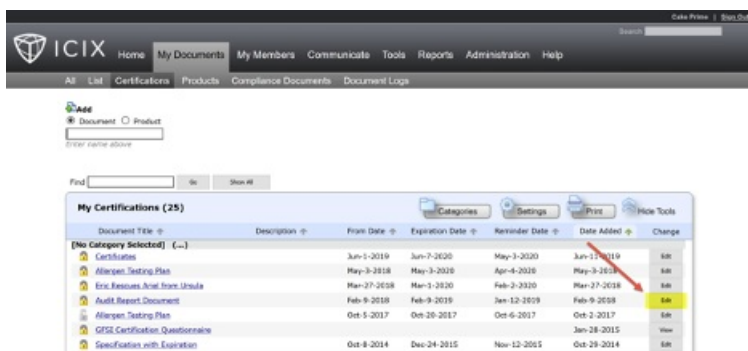 Cake Prime | Sign Out
Search
ICIX Home My Documents My Members Communicate Tools Reports Administration Help
All List Certifications Products Compliance Documents Document Logs
Add
Document Product
Enter name above
Find Go Show All
My Certifications (25) Categories Settings Print Hide Tools
Document Title Description From Date Expiration Date Reminder Date Date Added Change
[No Category Selected] (...)
Certificates Jun-1-2019 Jun-7-2020 May-3-2020 Jun-11-2019 Edit
Allergen Testing Plan May-3-2018 May-3-2020 Apr-4-2020 May-3-2018 Edit
Eric Rescues Ariel from Ursula Mar-27-2018 Mar-1-2020 Feb-2-2020 Mar-27-2018 Edit
Audit Report Document Feb-9-2018 Feb-9-2019 Jan-12-2019 Feb-9-2018 Edit
Allergen Testing Plan Oct-5-2017 Oct-20-2017 Oct-6-2017 Oct-2-2017 Edit
GFSI Certification Questionnaire Jan-28-2015 View
Specification with Expiration Oct-8-2014 Dec-24-2015 Nov-12-2015 Oct-29-2014 Edit